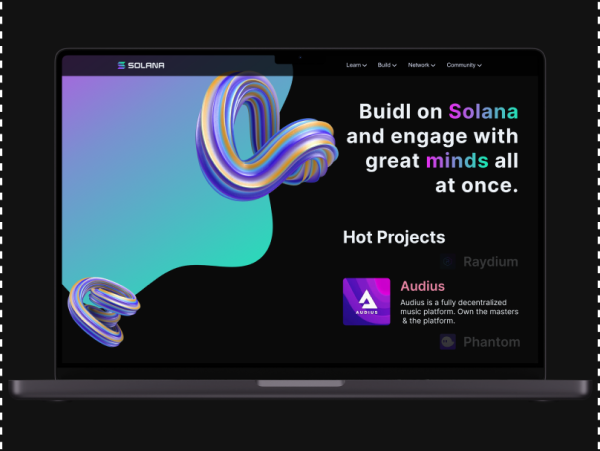 SOLANA
Learn Build Network Community
Buidl on Solana
and engage with
great minds all
at once.
Hot Projects
Raydium
Audius
AUDIUS
Audius is a fully decentralized
music platform. Own the masters
& the platform.
Phantom